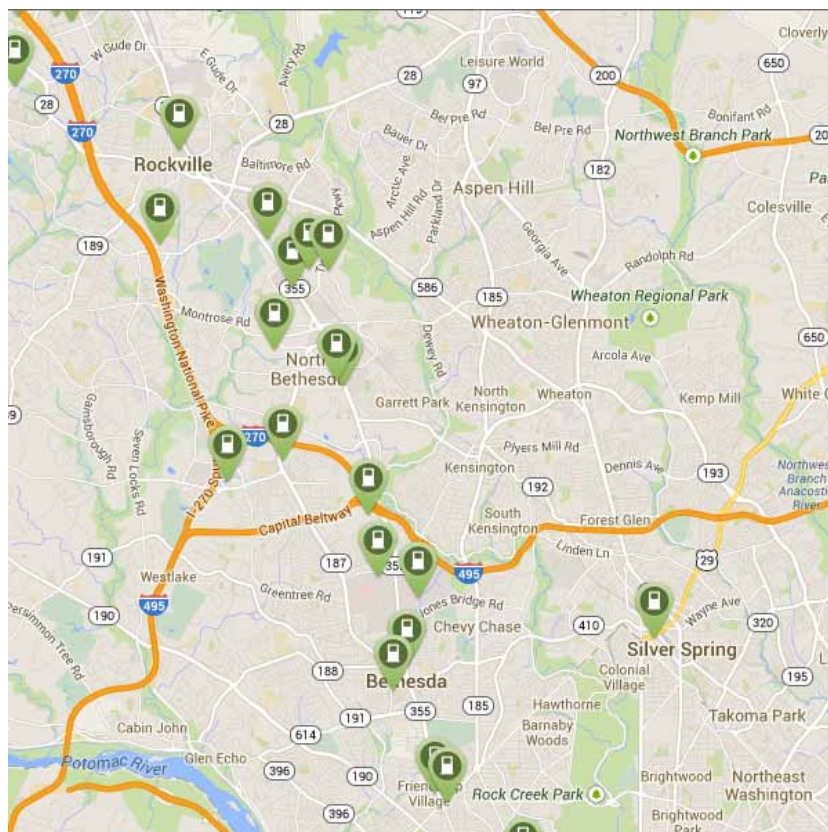 W Gude Dr
E Gude Dr
Avery Rd
Leisure World
Cloverly
650
270
28
97
200
28
Bel Pre Rd
Bonifant Rd
270
28
Bauer Dr
Bel Pre Rd
Northwest Branch Park
Rockville
Baltimore Rd
Arctic Ave
182
Pkwy
Aspen Hill Rd
Parkland Dr
Aspen Hill
Colesville
189
Georgia Ave
Randolph Rd
355
586
185
Wheaton Regional Park
Washington National Pike
Montrose Rd
Wheaton-Glenmont
Dewey Rd
650
Arcola Ave
Bethesda
Garrett Park
North
Kensington
Wheaton
Kemp Mill
Gainsborough Rd
Seven Locks Rd
270
Plyers Mill Rd
Kensington
Dennis Ave
193
Northwest
Branch
Anacostia
River
192
I-270 Spur
Capital Beltway
South
Kensington
Forest Glen
Linden Ln
191
187
495
29
Westlake
Greentree Rd
Jones Bridge Rd
495
190
Chevy Chase
410
Wayne Ave
320
Silver Spring
188
Bethesda
Colonial
Village
195
191
355
185
Hawthorne
Takoma Park
Cabin John
614
Barnaby
Woods
Glen Echo
Potomac River
396
190
Village
Rock Creek Park
Brightwood
Northeast
Washington
396
Brightwood
Park